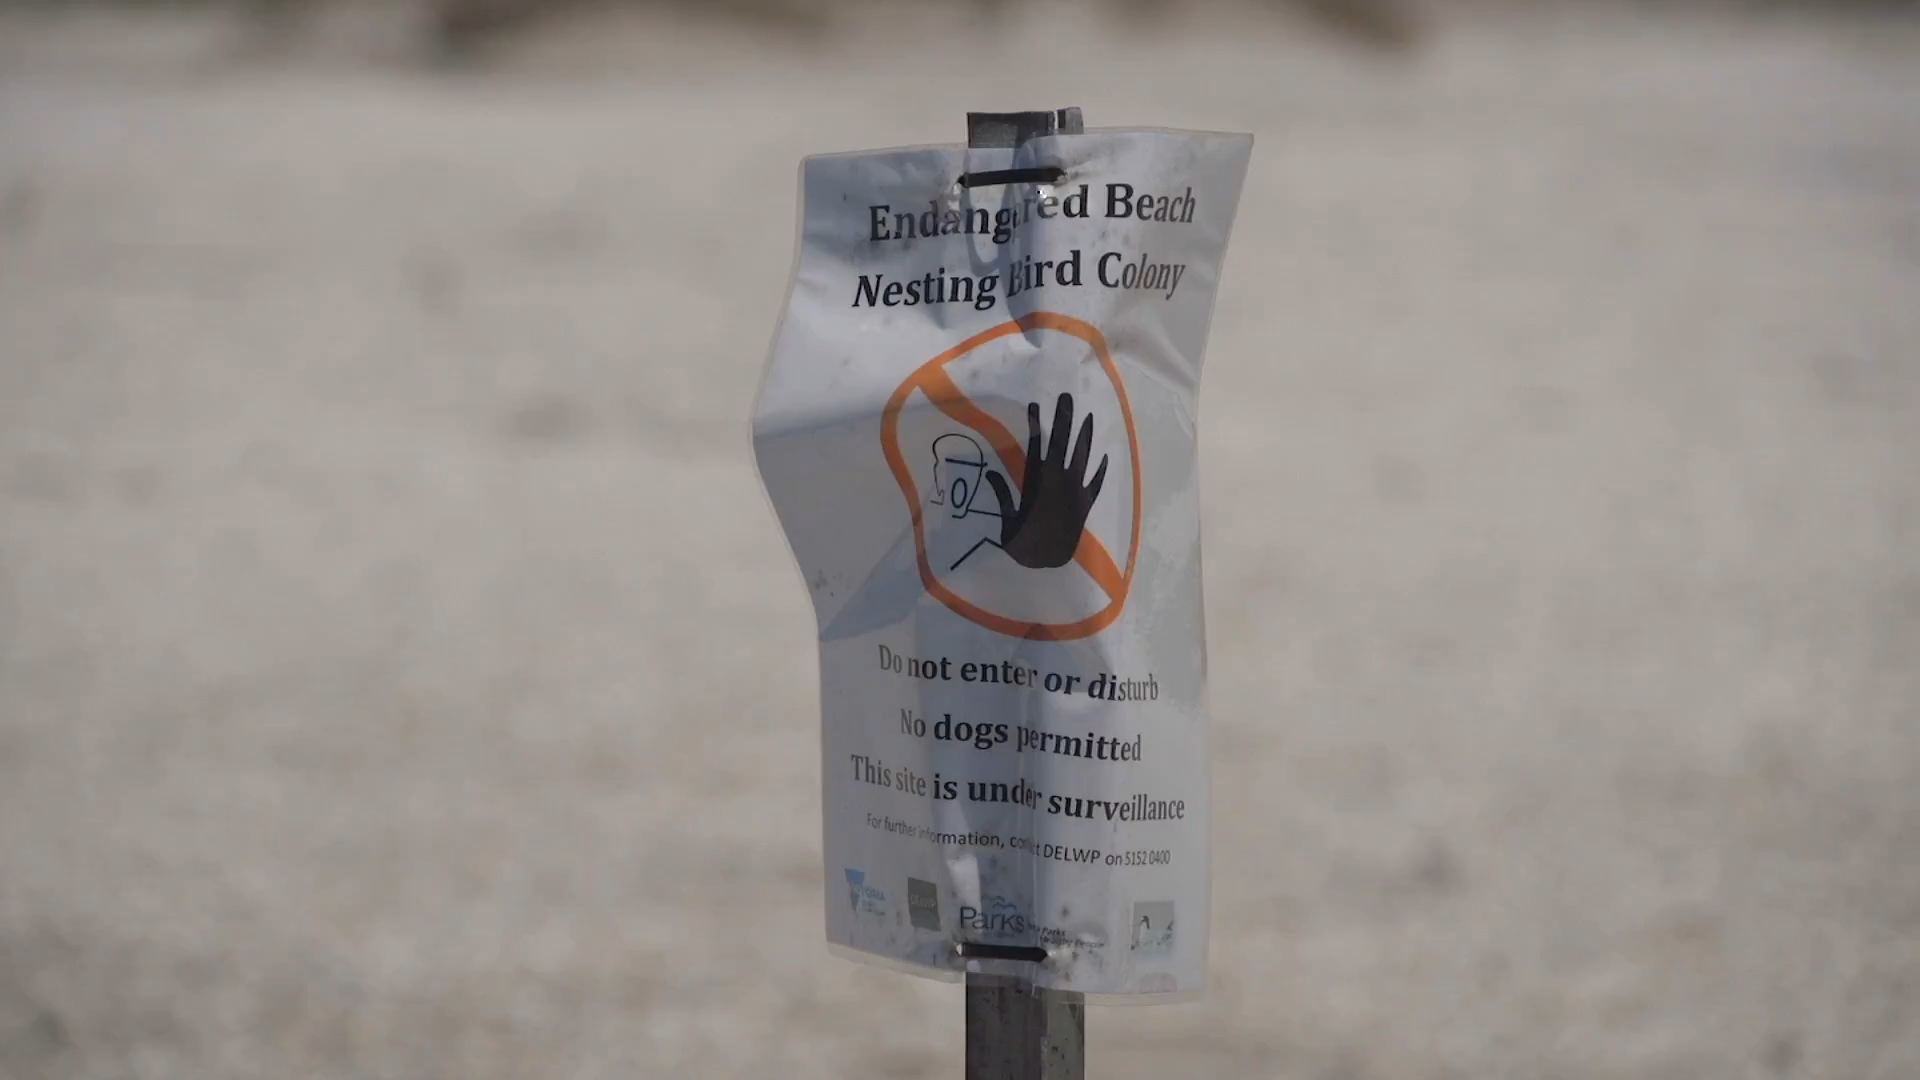 Endangered Beach
Nesting Bird Colony
Do not enter or disturb
No dogs permitted
This site is under surveillance
For further information, contact DELWP on 5152 0400
DELWP
Parks